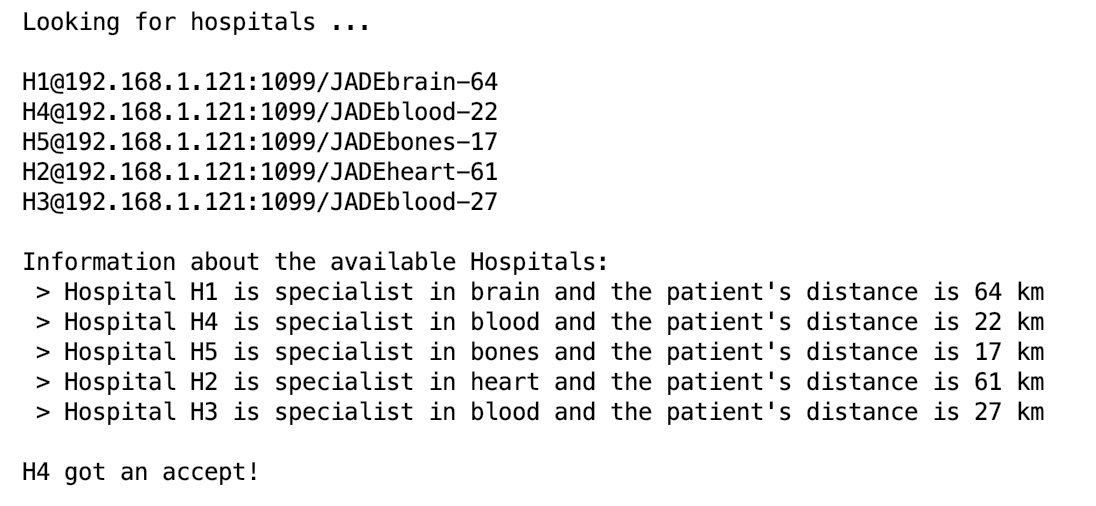 Looking for hospitals ...
H1@192.168.1.121:1099/JADEbrain-64
H4@192.168.1.121:1099/JADEblood-22
H5@192.168.1.121:1099/JADEbones-17
H2@192.168.1.121:1099/JADEheart-61
H3@192.168.1.121:1099/JADEblood-27
Information about the available Hospitals:
> Hospital H1 is specialist in brain and the patient's distance is 64 km
> Hospital H4 is specialist in blood and the patient's distance is 22 km
> Hospital H5 is specialist in bones and the patient's distance is 17 km
> Hospital H2 is specialist in heart and the patient's distance is 61 km
> Hospital H3 is specialist in blood and the patient's distance is 27 km
H4 got an accept!